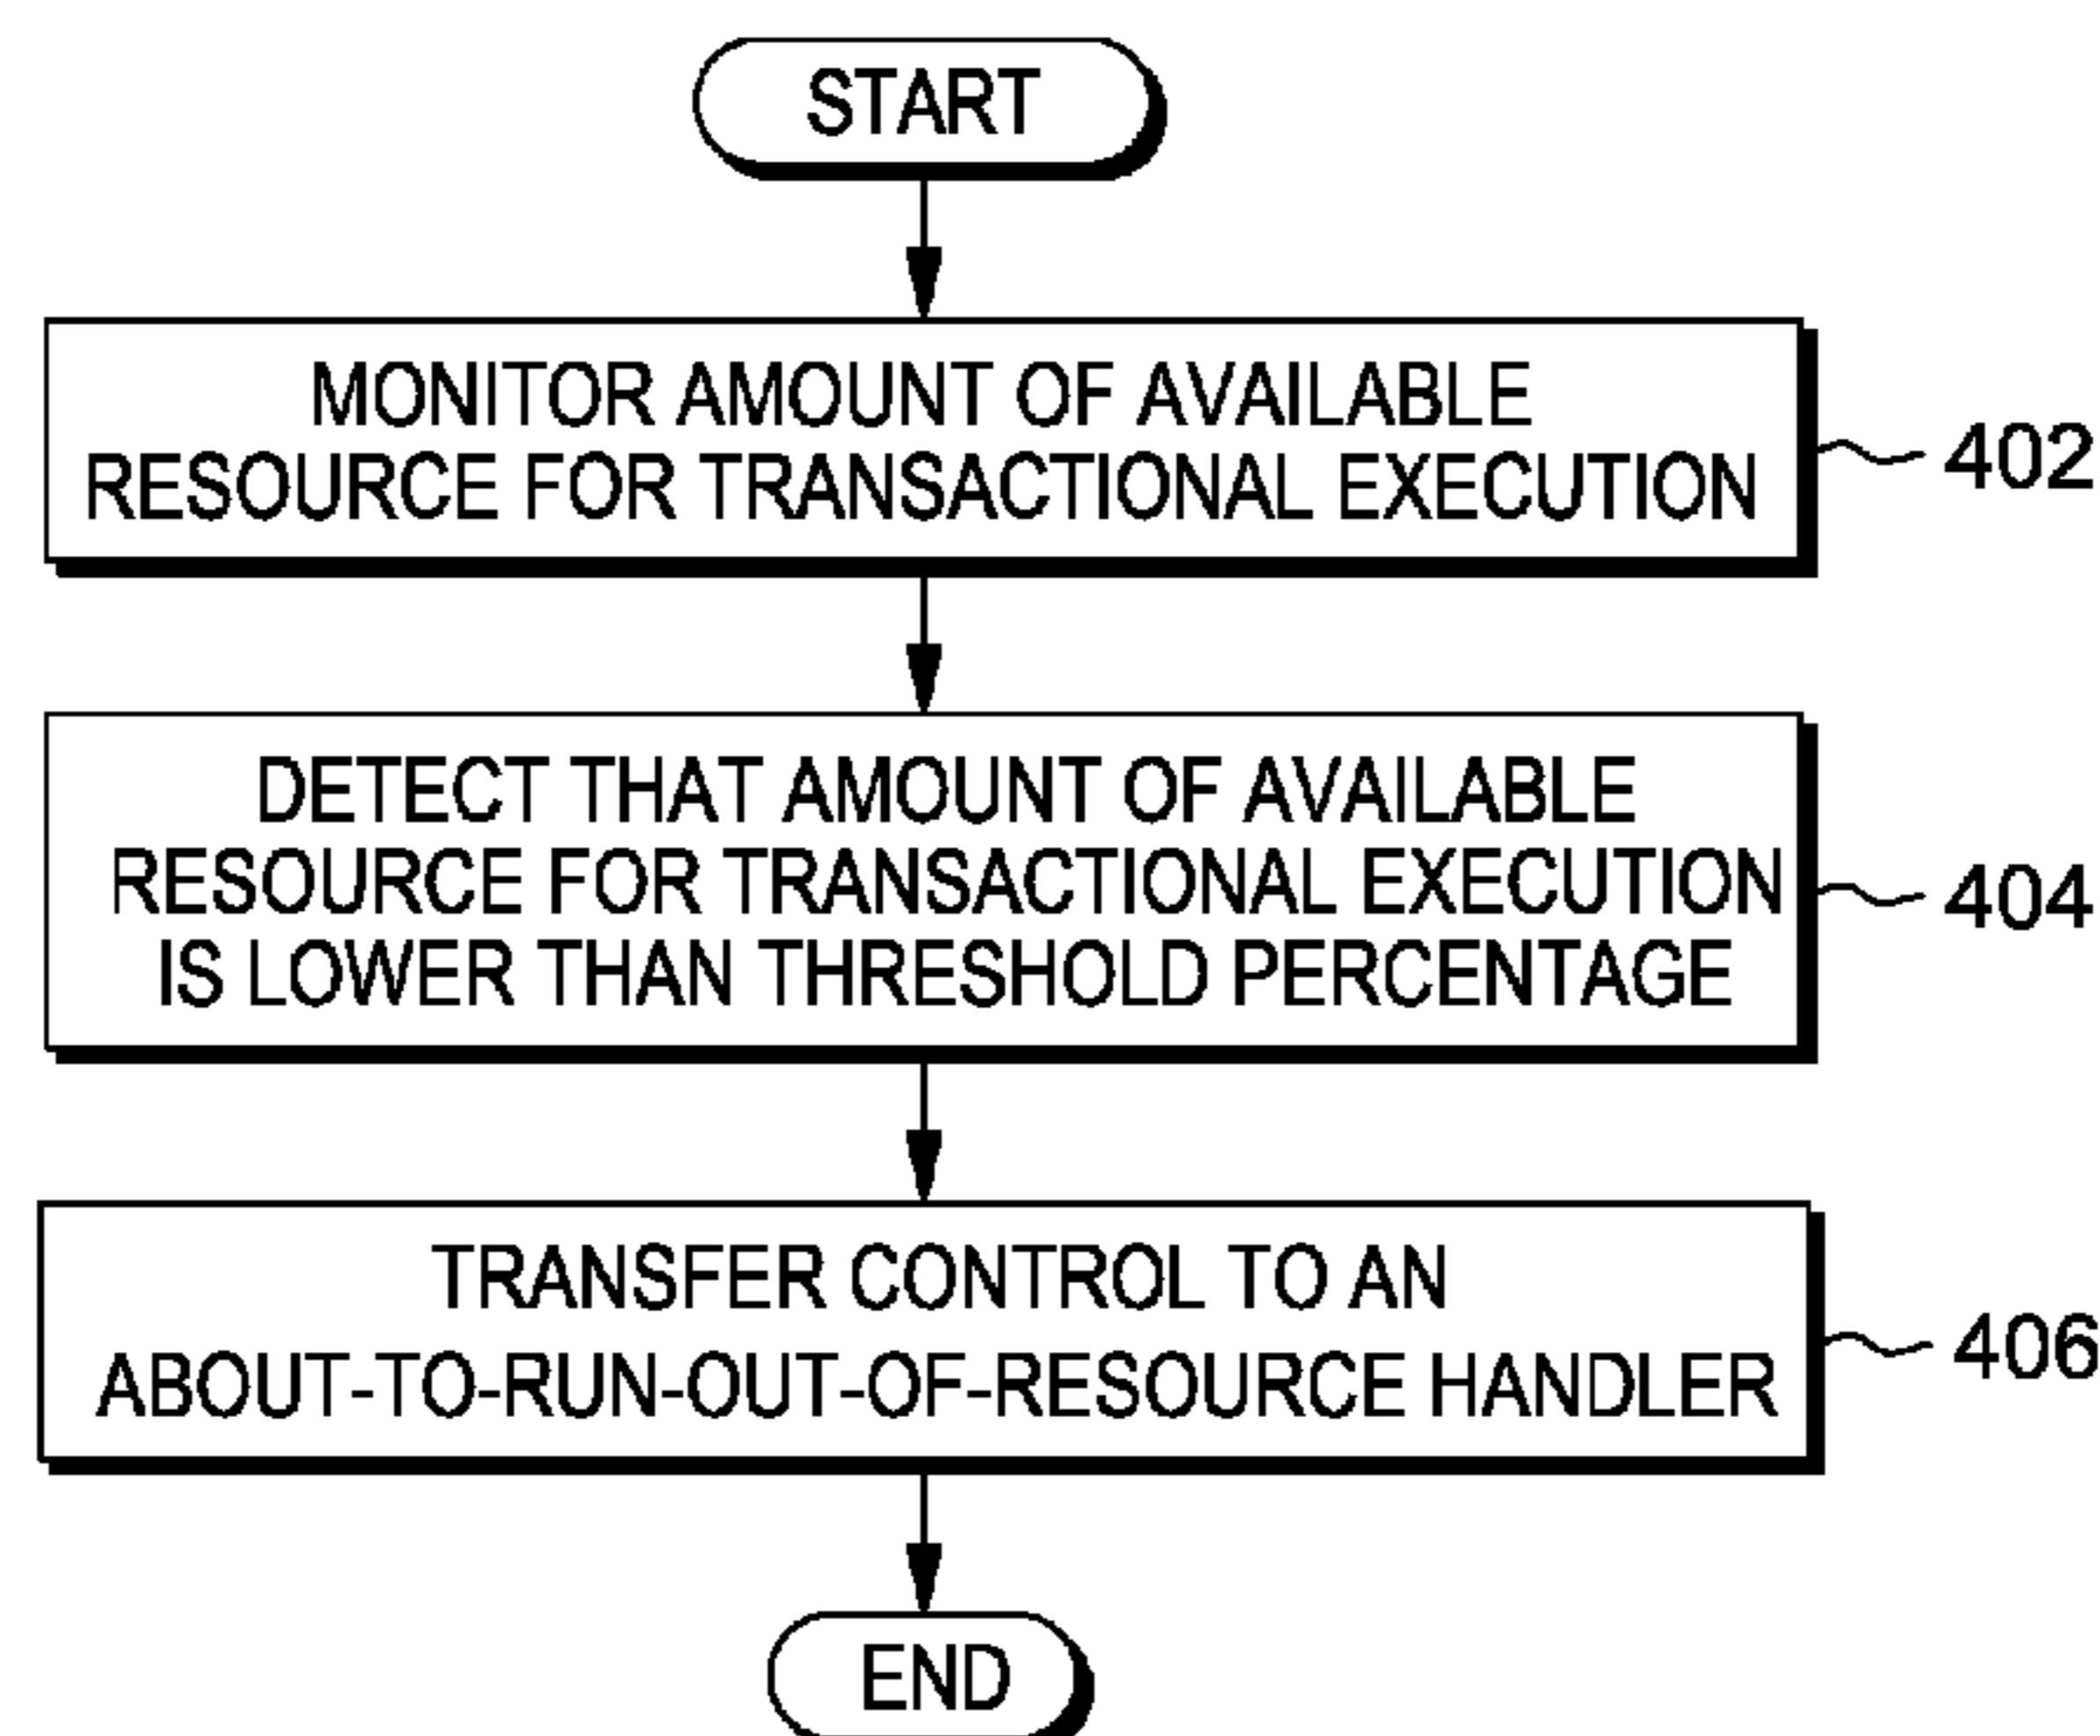 START
MONITOR AMOUNT OF AVAILABLE
RESOURCE FOR TRANSACTIONAL EXECUTION
402
DETECT THAT AMOUNT OF AVAILABLE
RESOURCE FOR TRANSACTIONAL EXECUTION
IS LOWER THAN THRESHOLD PERCENTAGE
404
TRANSFER CONTROL TO AN
ABOUT-TO-RUN-OUT-OF-RESOURCE HANDLER
406
END